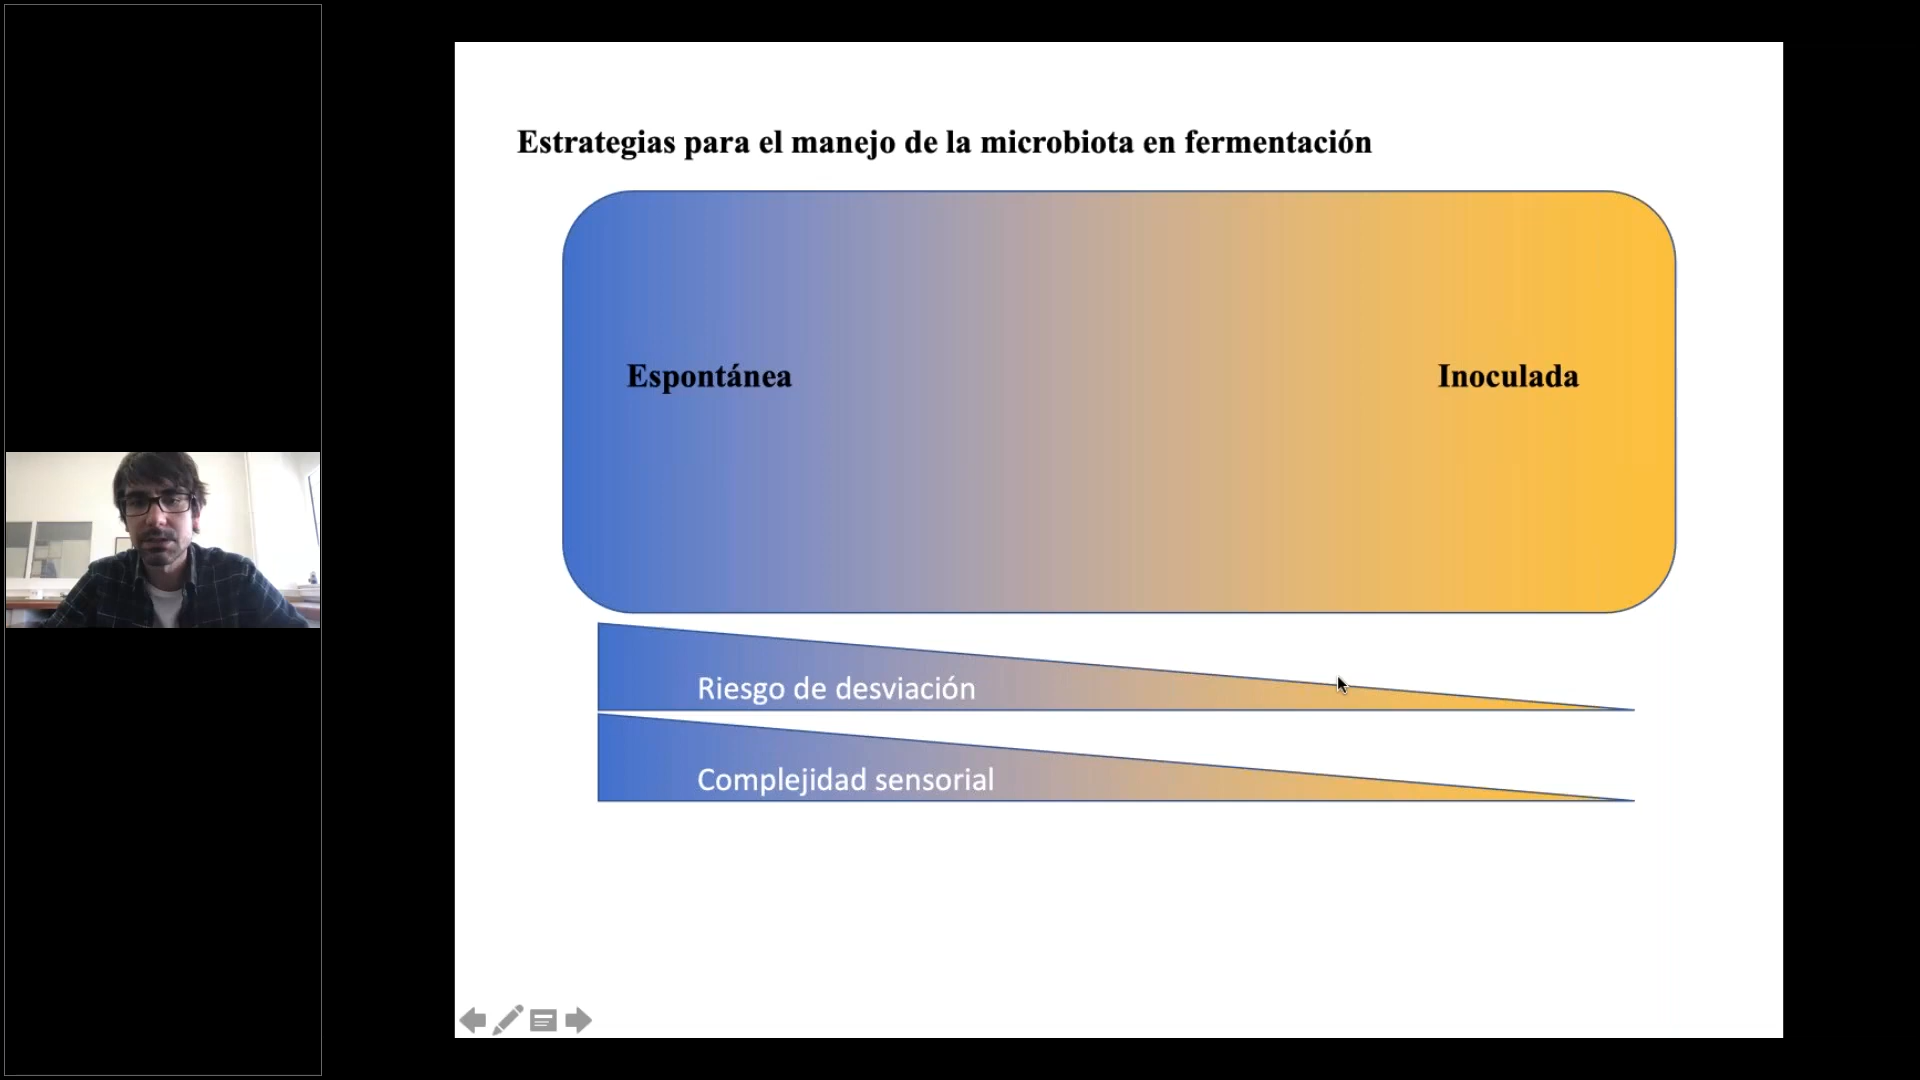 Estrategias para el manejo de la microbiota en fermentación
Espontánea
Inoculada
Riesgo de desviación
Complejidad sensorial